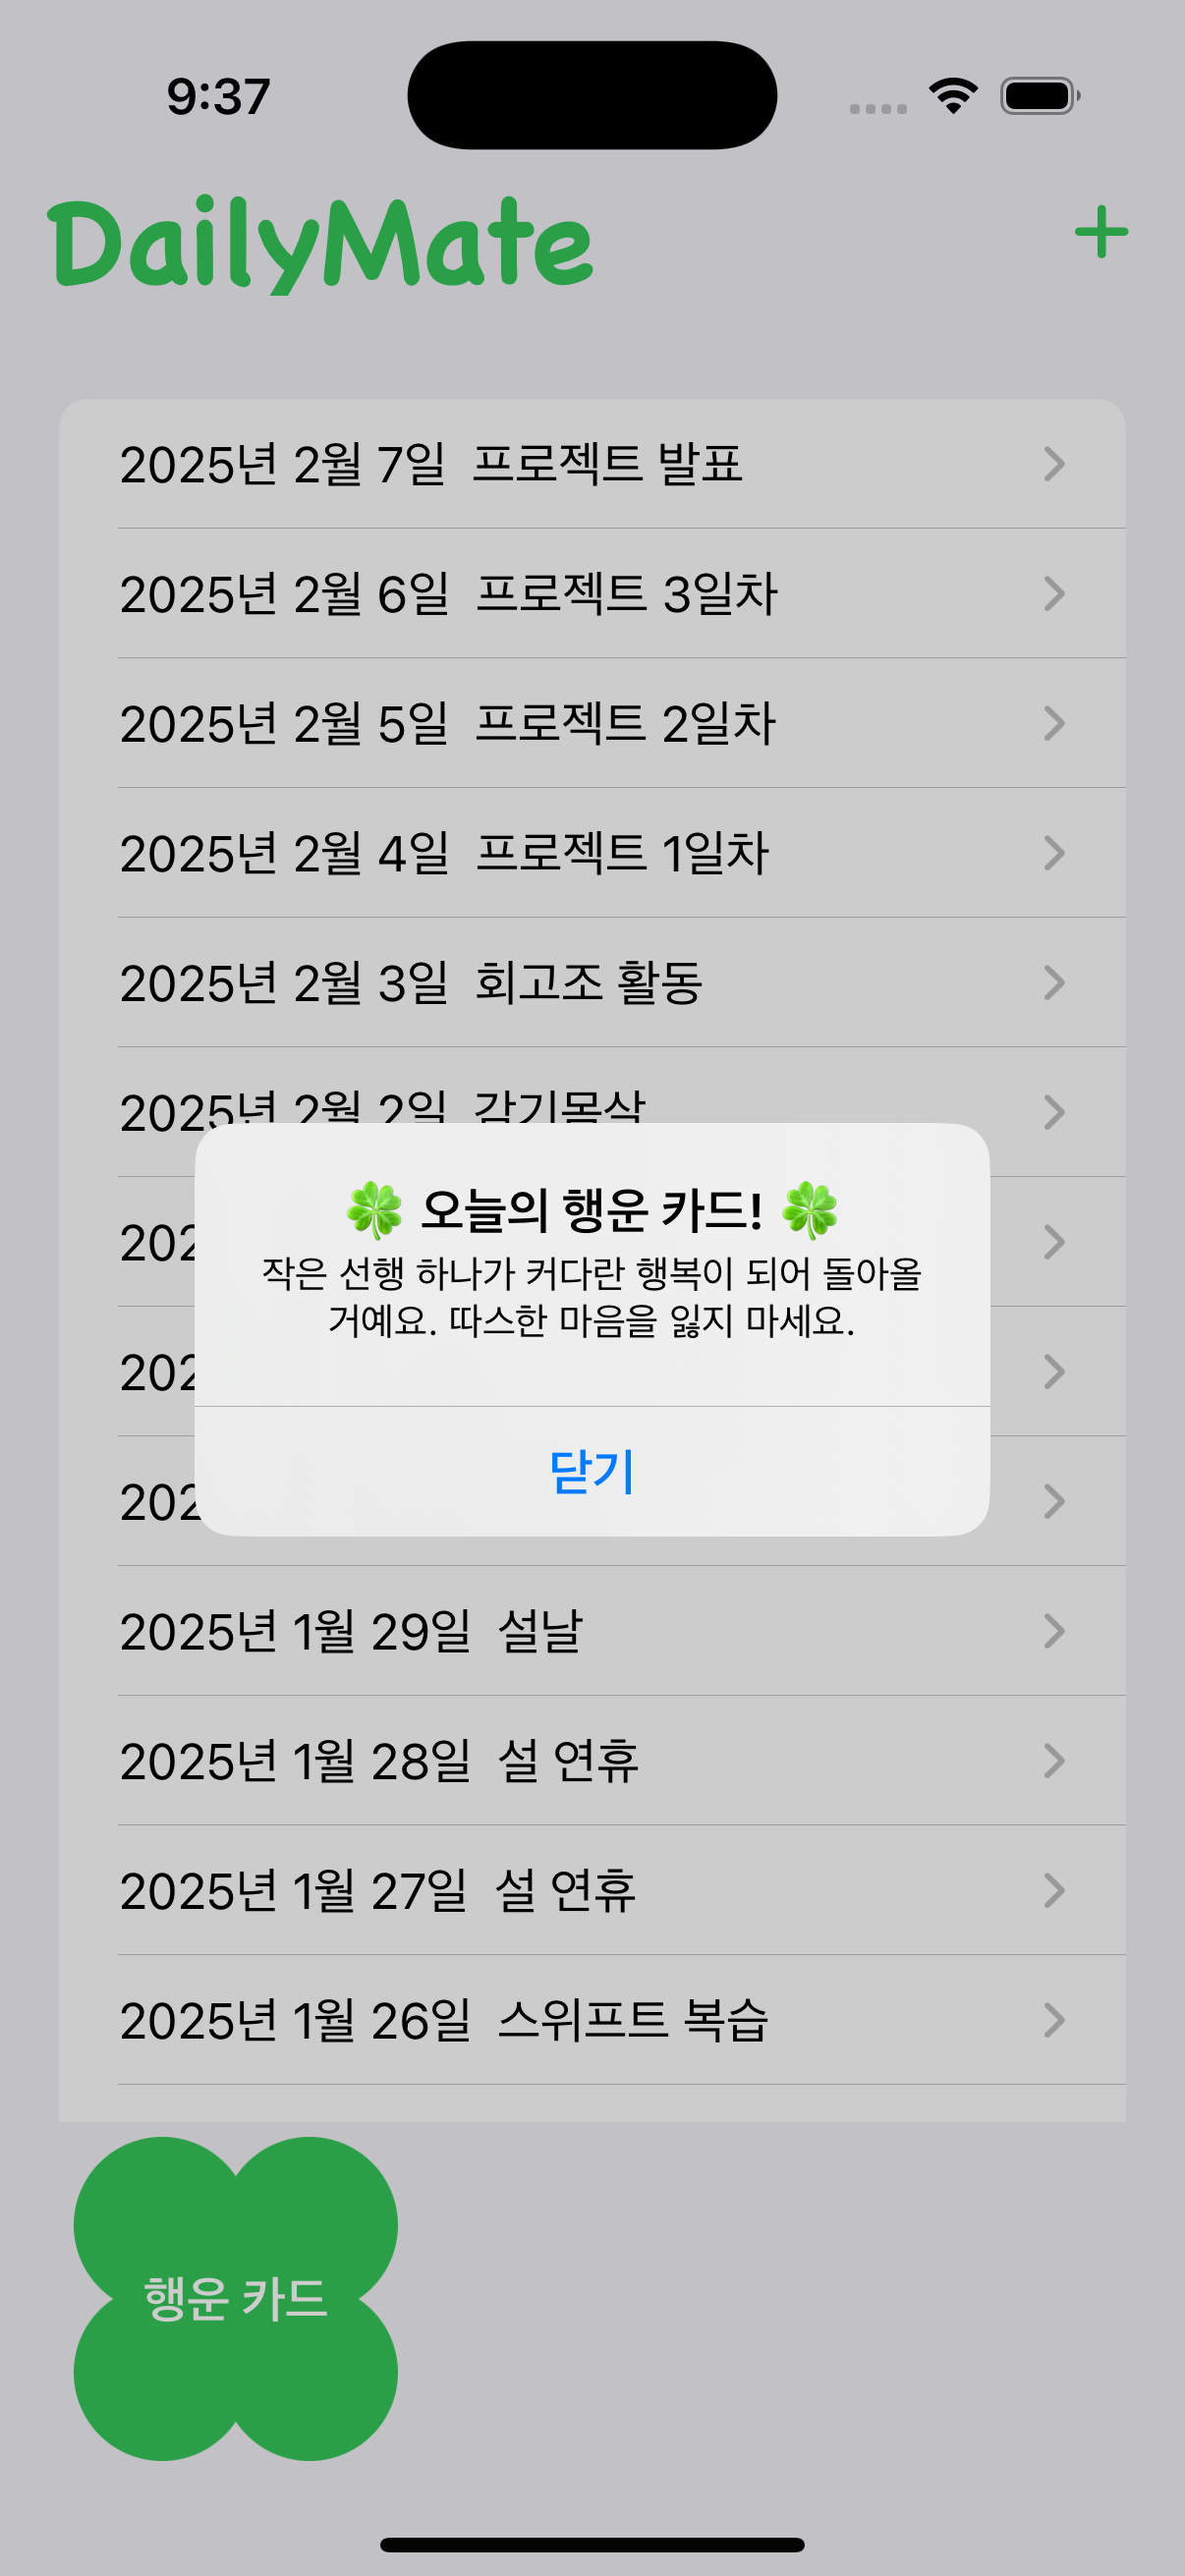 9:37
DailyMate
2025년 2월 7일 프로젝트 발표
2025년 2월 6일 프로젝트 3일차
2025년 2월 5일 프로젝트 2일차
2025년 2월 4일 프로젝트 1일차
2025년 2월 3일 회고조 활동
2025년 2월 2일 감기몸살
🍀 오늘의 행운 카드! 🍀
작은 선행 하나가 커다란 행복이 되어 돌아올
거예요. 따스한 마음을 잃지 마세요.
닫기
2025년 1월 29일 설날
2025년 1월 28일 설 연휴
2025년 1월 27일 설 연휴
2025년 1월 26일 스위프트 복습
행운 카드